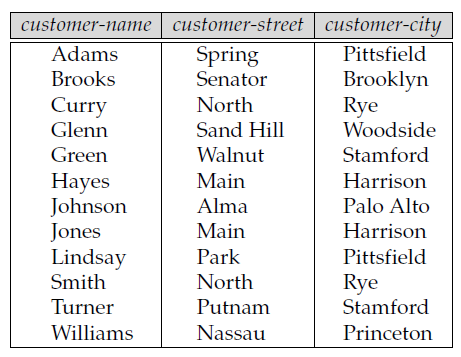 customer-name customer-street customer-city
Adams Spring Pittsfield
Brooks Senator Brooklyn
Curry North Rye
Glenn Sand Hill Woodside
Green Walnut Stamford
Hayes Main Harrison
Johnson Alma Palo Alto
Jones Main Harrison
Lindsay Park Pittsfield
Smith North Rye
Turner Putnam Stamford
Williams Nassau Princeton